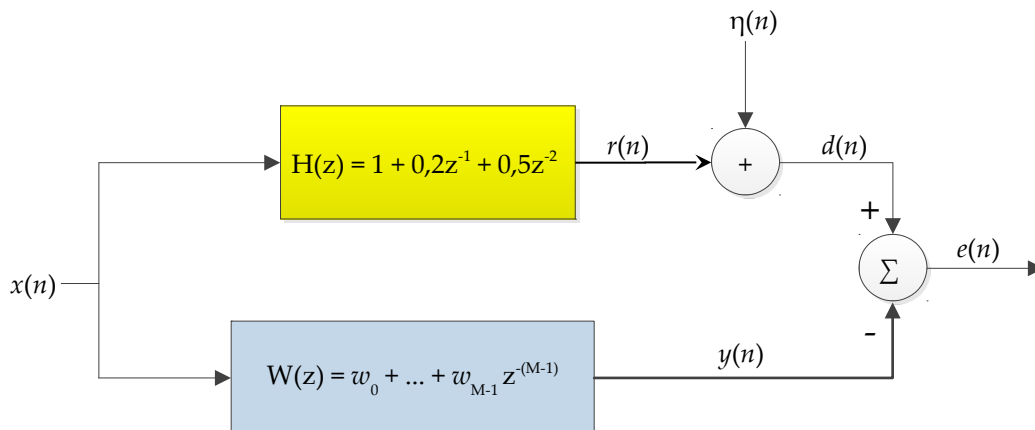 η(n)
H(z) = 1 + 0,2z⁻¹ + 0,5z⁻²
r(n)
+
d(n)
+
x(n)
Σ
e(n)
-
W(z) = w₀ + ... + w_{M-1} z^{-(M-1)}
y(n)